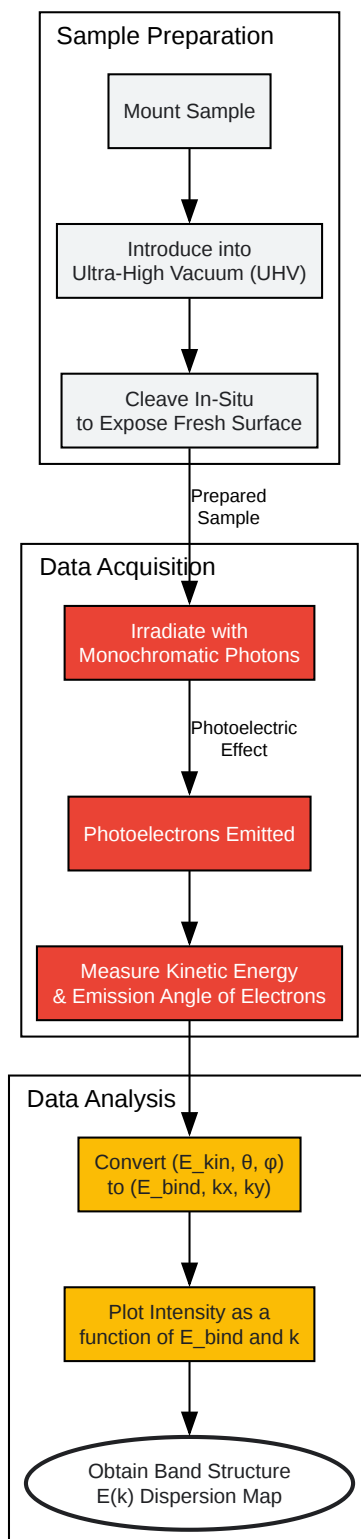 Sample Preparation
Mount Sample
Introduce into
Ultra-High Vacuum (UHV)
Cleave In-Situ
to Expose Fresh Surface
Prepared
Sample
Data Acquisition
Irradiate with
Monochromatic Photons
Photoelectric
Effect
Photoelectrons Emitted
Measure Kinetic Energy
& Emission Angle of Electrons
Data Analysis
Convert (E_kin, θ, φ)
to (E_bind, kx, ky)
Plot Intensity as a
function of E_bind and k
Obtain Band Structure
E(k) Dispersion Map